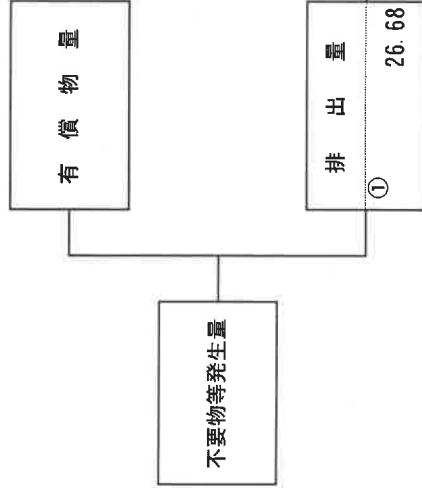 有償物量
不要物等発生量
排出量
①
26.68